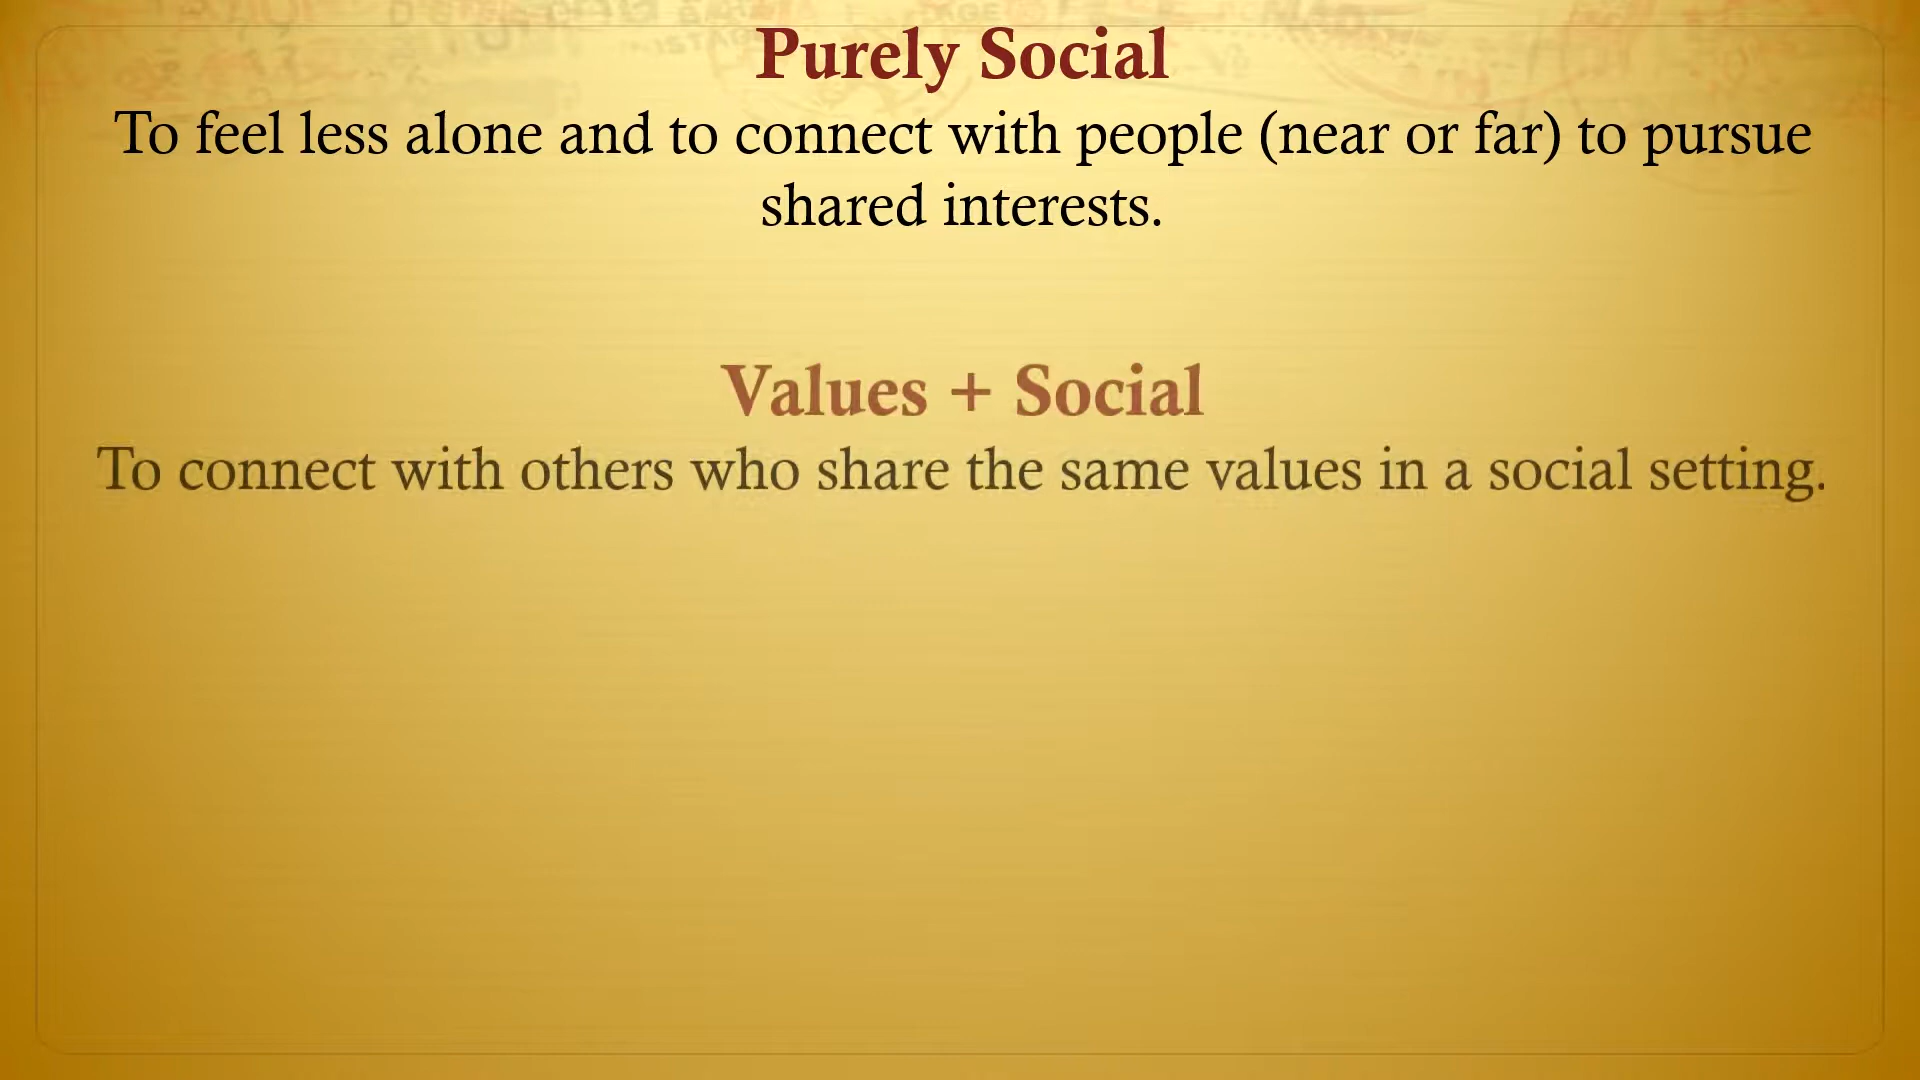 Purely Social
To feel less alone and to connect with people (near or far) to pursue
shared interests.
Values + Social
To connect with others who share the same values in a social setting.